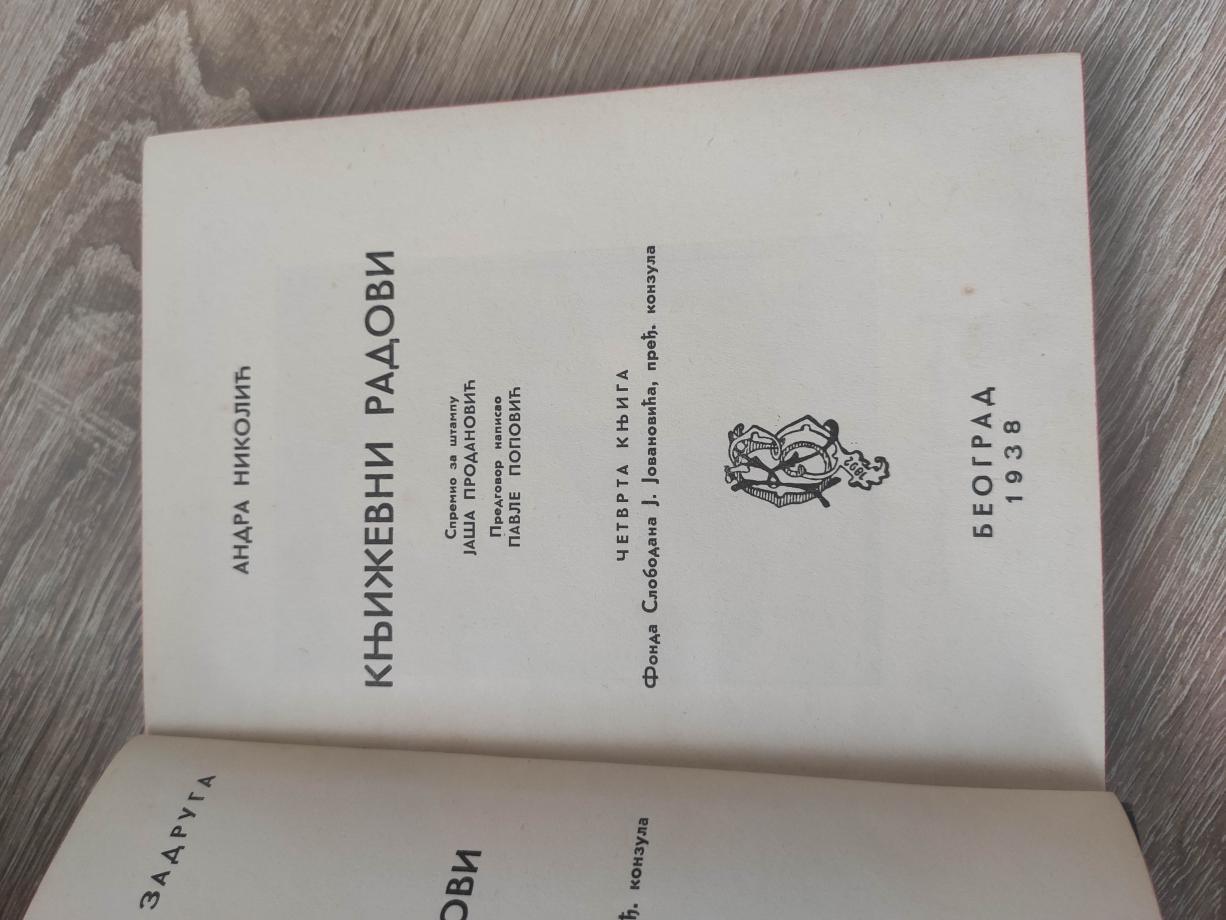 ЗАДРУГА
ОВИ
ђ. конзула
АНДРА НИКОЛИЋ
КЊИЖЕВНИ РАДОВИ
Спремио за штампу
ЈАША ПРОДАНОВИЋ
Предговор написао
ПАВЛЕ ПОПОВИЋ
ЧЕТВРТА КЊИГА
Фонда Слободана Ј. Јовановића, пређ. конзула
1892
БЕОГРАД
1938